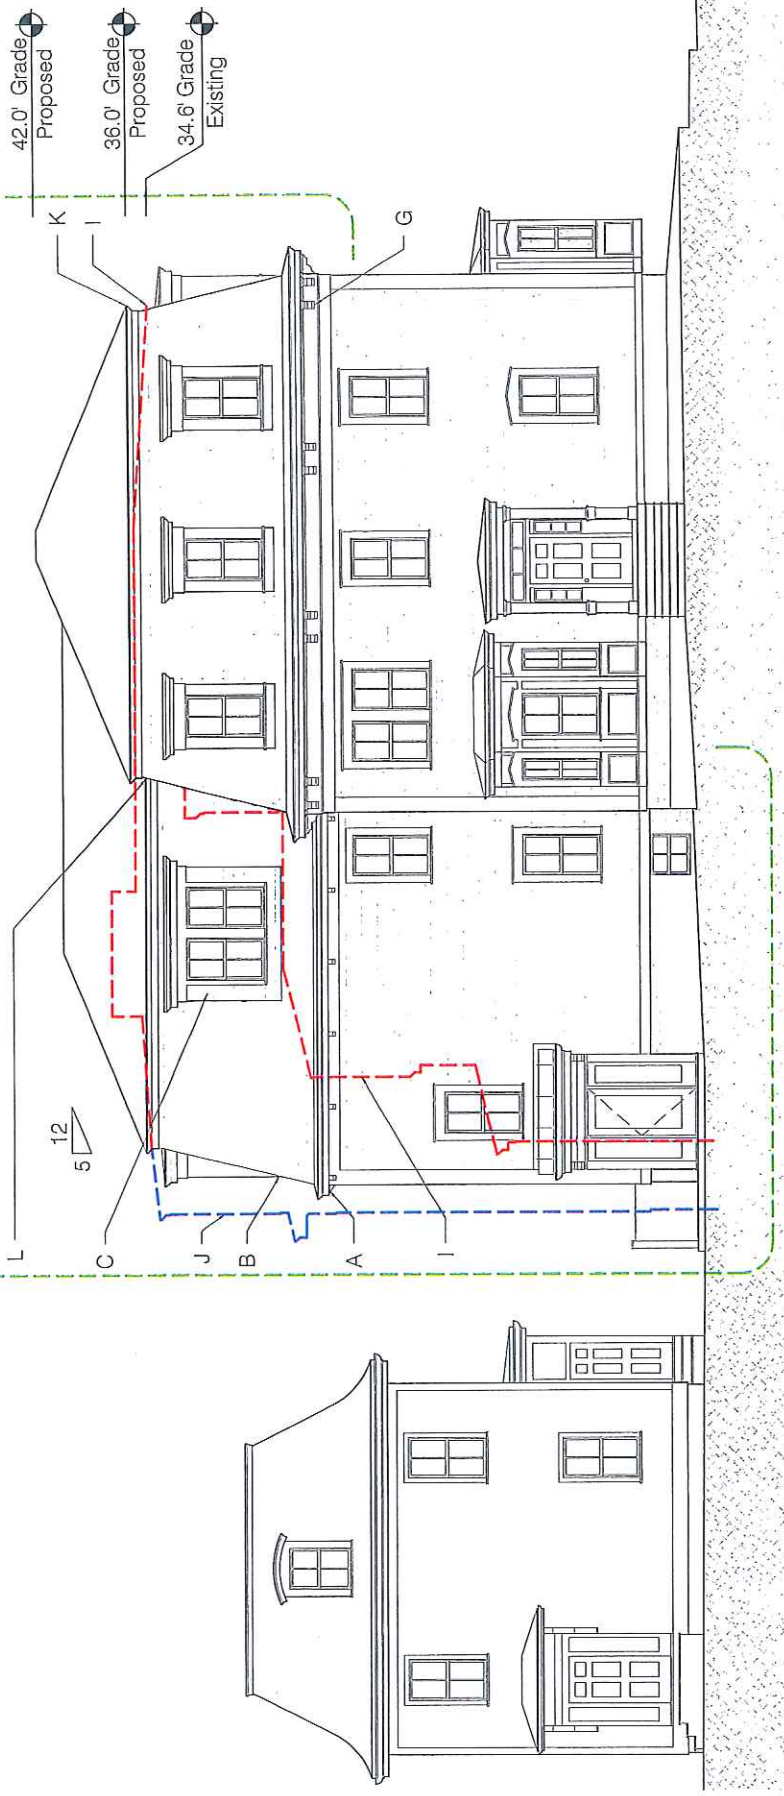 42.0' Grade
Proposed
36.0' Grade
Proposed
34.6' Grade
Existing
K
I
G
L
C
J
B
A
I
12
5